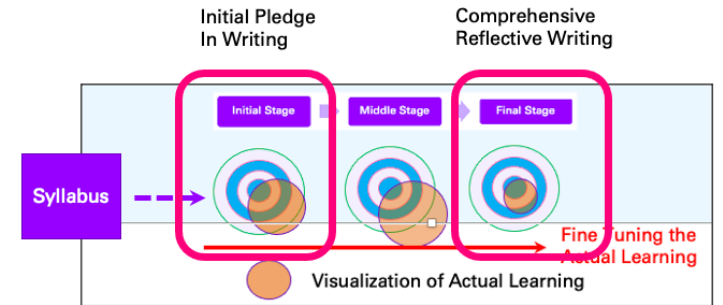 Initial Pledge
In Writing
Comprehensive
Reflective Writing
Initial Stage
Middle Stage
Final Stage
Syllabus
Fine Tuning the
Actual Learning
Visualization of Actual Learning